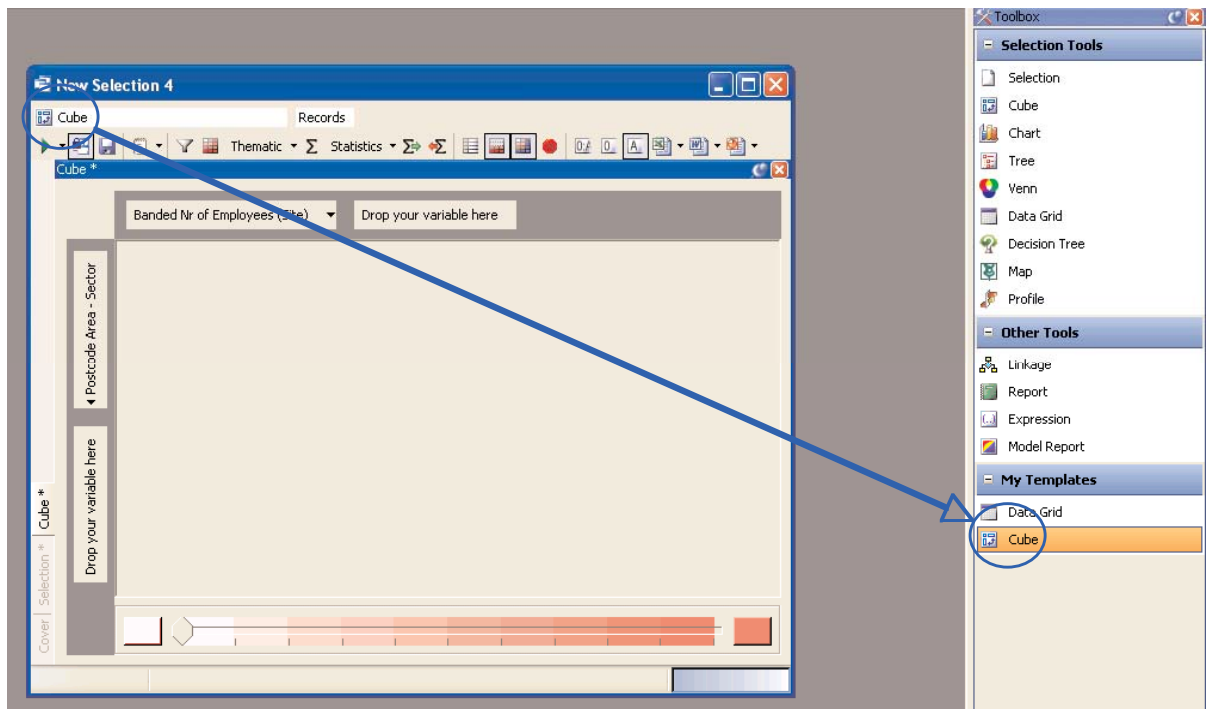 New Selection 4
Cube
Records
Thematic
Σ Statistics
Cube *
Banded Nr of Employees (Site)
Drop your variable here
Postcode Area - Sector
Drop your variable here
Cover
Selection *
Cube *
Toolbox
Selection Tools
Selection
Cube
Chart
Tree
Venn
Data Grid
Decision Tree
Map
Profile
Other Tools
Linkage
Report
Expression
Model Report
My Templates
Data Grid
Cube